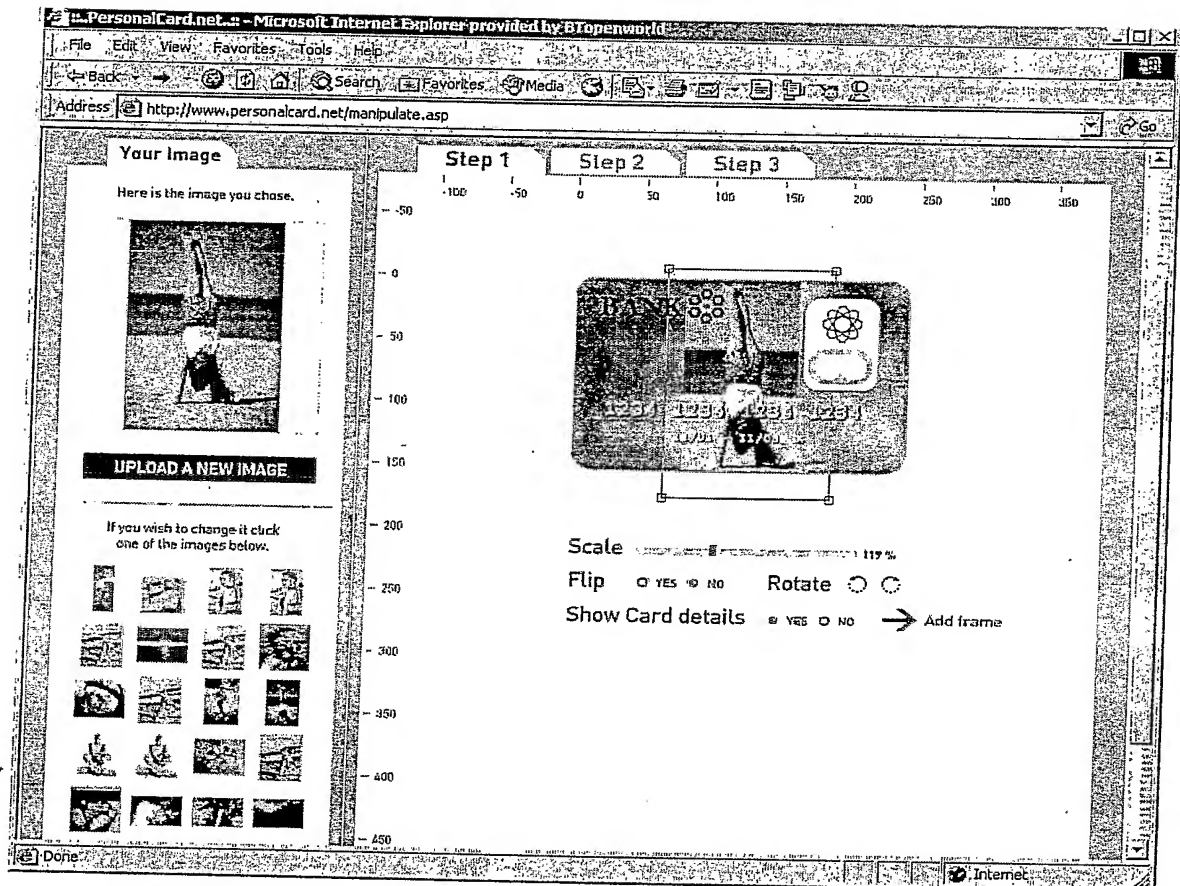 ::..PersonalCard.net..:: - Microsoft Internet Explorer provided by BTopenworld
File Edit View Favorites Tools Help
Back Search Favorites Media
Address http://www.personalcard.net/manipulate.asp Go
Your Image
Step 1 Step 2 Step 3
Here is the image you chose.
-100 -50 0 50 100 150 200 250 300 350
-50
0
50
100
150
200
250
300
350
400
450
BANK
1234 1234 1234 1234
UPLOAD A NEW IMAGE
If you wish to change it click
one of the images below.
Scale 119 %
Flip YES NO Rotate
Show Card details YES NO Add frame
Done Internet